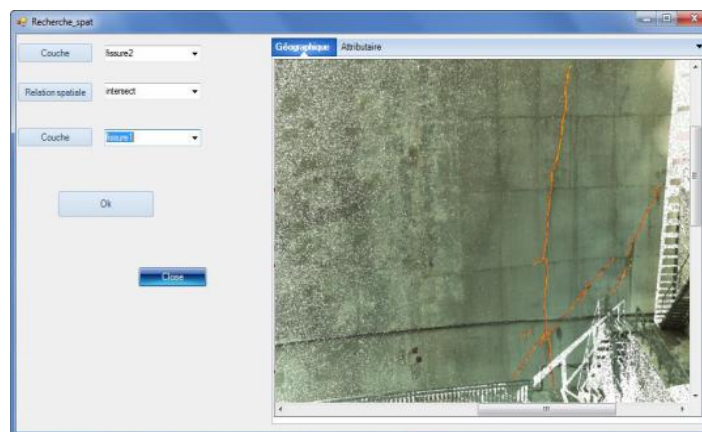 Recherche_spat
Couche fissure2
Géographique Attributaire
Relation spatiale intersect
Couche fissure1
Ok
Close